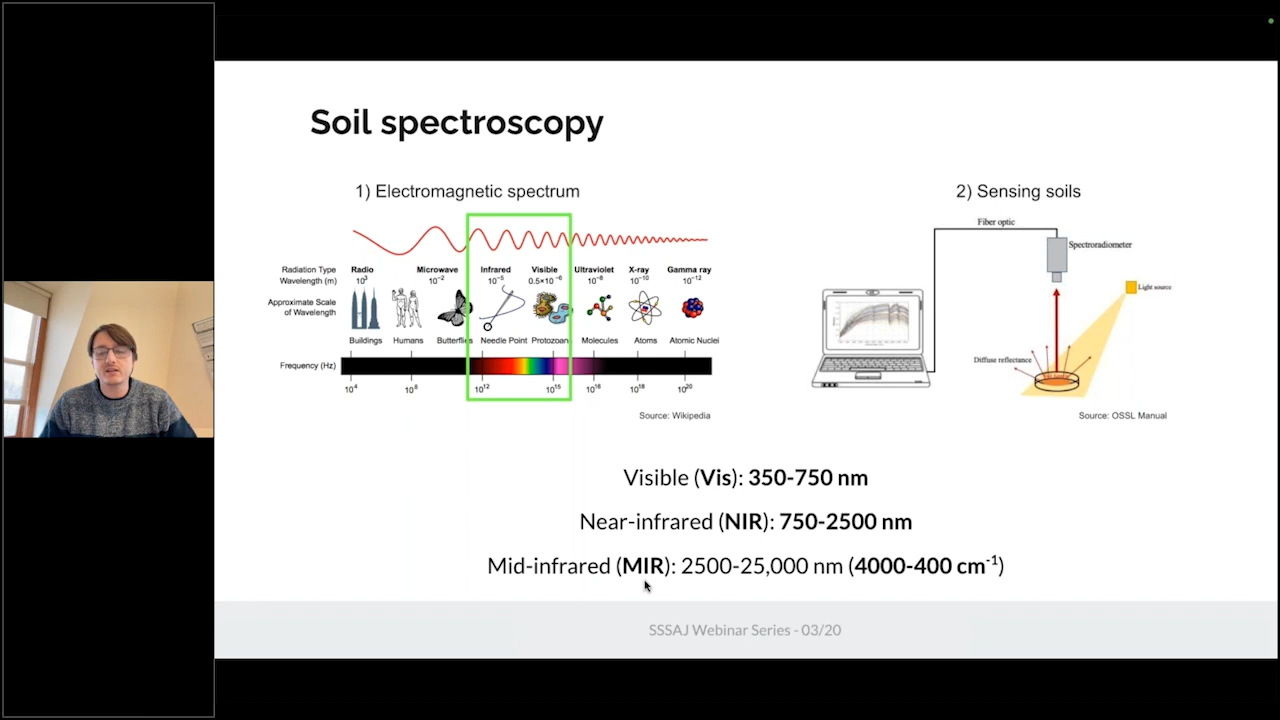 Soil spectroscopy
1) Electromagnetic spectrum
Radiation Type Radio Microwave Infrared Visible Ultraviolet X-ray Gamma ray
Wavelength (m) 10³ 10⁻² 10⁻⁵ 0.5×10⁻⁶ 10⁻⁸ 10⁻¹⁰ 10⁻¹²
Approximate Scale
of Wavelength
Buildings Humans Butterflies Needle Point Protozoans Molecules Atoms Atomic Nuclei
Frequency (Hz)
10⁴ 10⁸ 10¹² 10¹⁵ 10¹⁶ 10¹⁸ 10²⁰
Source: Wikipedia
2) Sensing soils
Fiber optic
Spectroradiometer
Light source
Diffuse reflectance
Source: OSSL Manual
Visible (Vis): 350-750 nm
Near-infrared (NIR): 750-2500 nm
Mid-infrared (MIR): 2500-25,000 nm (4000-400 cm⁻¹)
SSSAJ Webinar Series - 03/20